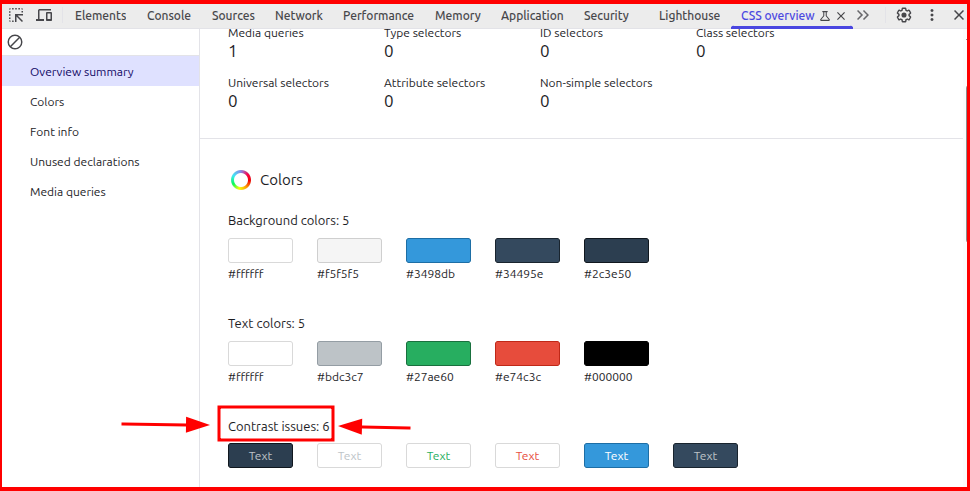 Elements Console Sources Network Performance Memory Application Security Lighthouse CSS overview
Overview summary
Colors
Font info
Unused declarations
Media queries
Media queries Type selectors ID selectors Class selectors
1 0 0 0
Universal selectors Attribute selectors Non-simple selectors
0 0 0
Colors
Background colors: 5
#ffffff #f5f5f5 #3498db #34495e #2c3e50
Text colors: 5
#ffffff #bdc3c7 #27ae60 #e74c3c #000000
Contrast issues: 6
Text Text Text Text Text Text